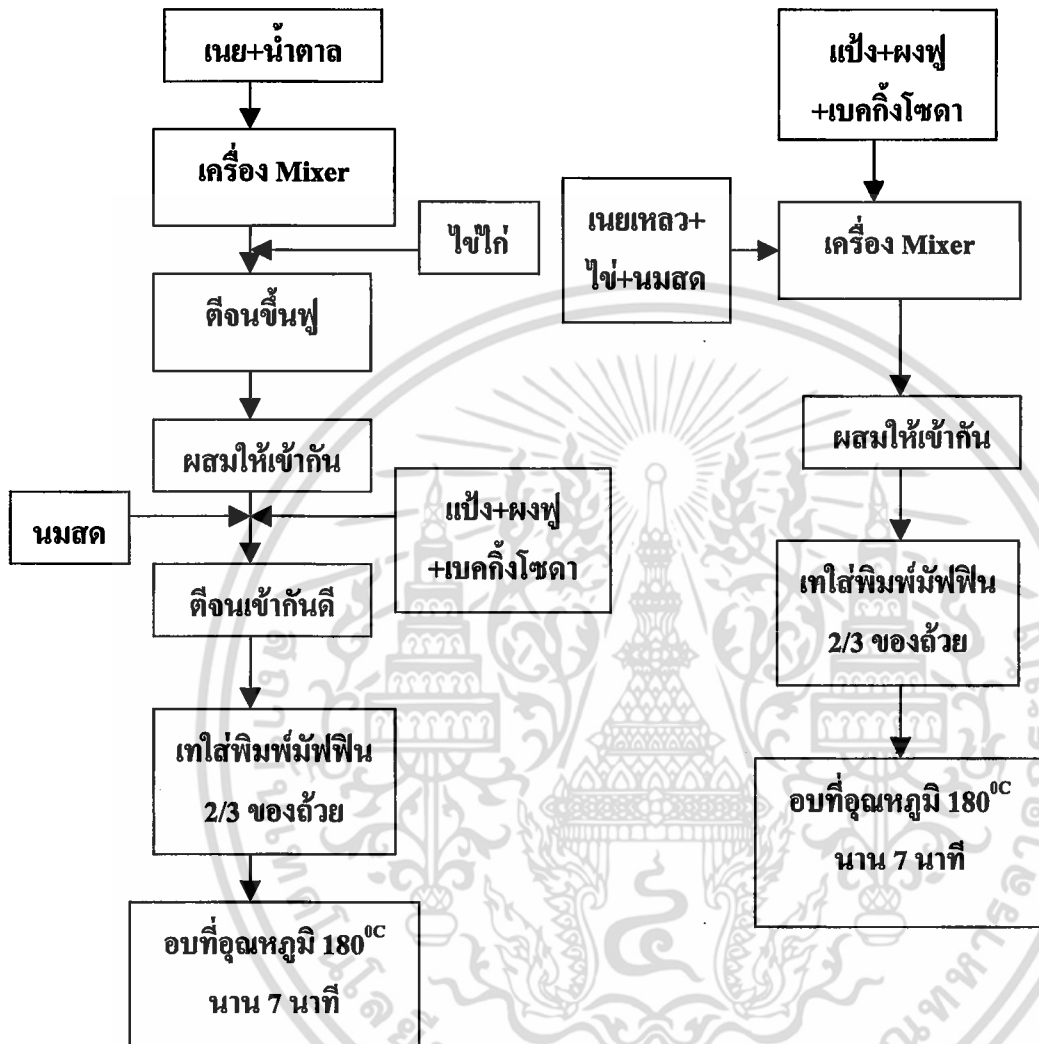 เนย+น้ำตาล
เครื่อง Mixer
ไข่ไก่
ตีจนขึ้นฟู
ผสมให้เข้ากัน
นมสด
แป้ง+ผงฟู
+เบคกิ้งโซดา
ตีจนเข้ากันดี
เทใส่พิมพ์มัฟฟิน
2/3 ของถ้วย
อบที่อุณหภูมิ 180⁰ᶜ
นาน 7 นาที
แป้ง+ผงฟู
+เบคกิ้งโซดา
เนยเหลว+
ไข่+นมสด
เครื่อง Mixer
ผสมให้เข้ากัน
เทใส่พิมพ์มัฟฟิน
2/3 ของถ้วย
อบที่อุณหภูมิ 180⁰ᶜ
นาน 7 นาที